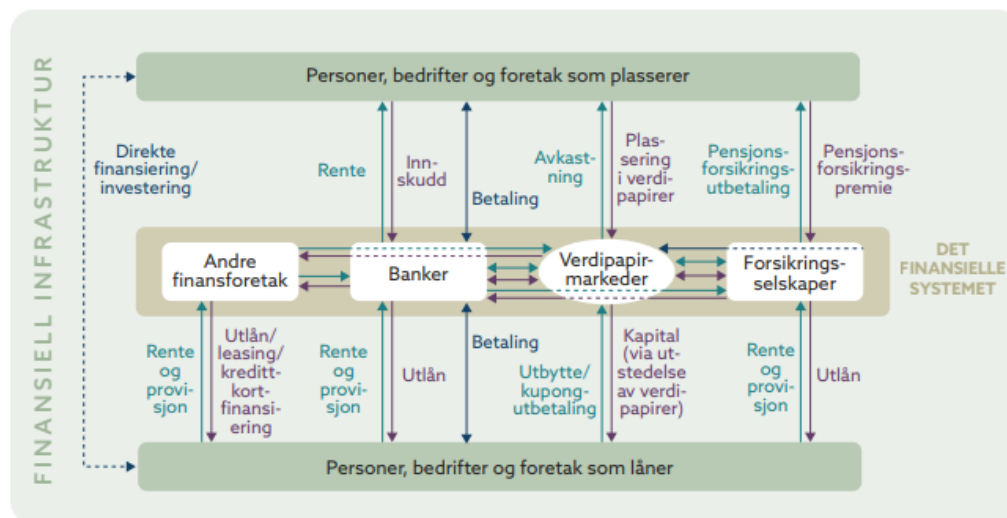 FINANSIELL INFRASTRUKTUR
Personer, bedrifter og foretak som plasserer
Direkte
finansiering/
investering
Rente
Inn-
skudd
Betaling
Avkast-
ning
Plas-
sering
i verdi-
papirer
Pensjons-
forsikrings-
utbetaling
Pensjons-
forsikrings-
premie
Andre
finansforetak
Banker
Verdipapir-
markeder
Forsikrings-
selskaper
DET
FINANSIELLE
SYSTEMET
Rente
og
provi-
sjon
Utlån/
leasing/
kreditt-
kort-
finansi-
ering
Rente
og
provi-
sjon
Utlån
Betaling
Utbytte/
kupong-
utbetaling
Kapital
(via ut-
stedelse
av verdi-
papirer)
Rente
og
provi-
sjon
Utlån
Personer, bedrifter og foretak som låner